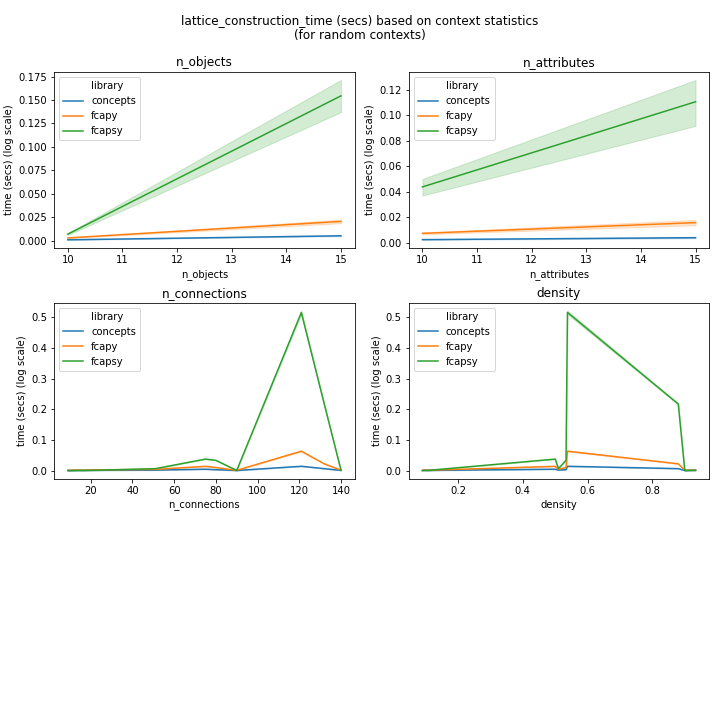 lattice_construction_time (secs) based on context statistics
(for random contexts)
n_objects
time (secs) (log scale)
0.175
0.150
0.125
0.100
0.075
0.050
0.025
0.000
library
concepts
fcapy
fcapsy
10 11 12 13 14 15
n_objects
n_attributes
time (secs) (log scale)
0.12
0.10
0.08
0.06
0.04
0.02
0.00
library
concepts
fcapy
fcapsy
10 11 12 13 14 15
n_attributes
n_connections
time (secs) (log scale)
0.5
0.4
0.3
0.2
0.1
0.0
library
concepts
fcapy
fcapsy
20 40 60 80 100 120 140
n_connections
density
time (secs) (log scale)
0.5
0.4
0.3
0.2
0.1
0.0
library
concepts
fcapy
fcapsy
0.2 0.4 0.6 0.8
density